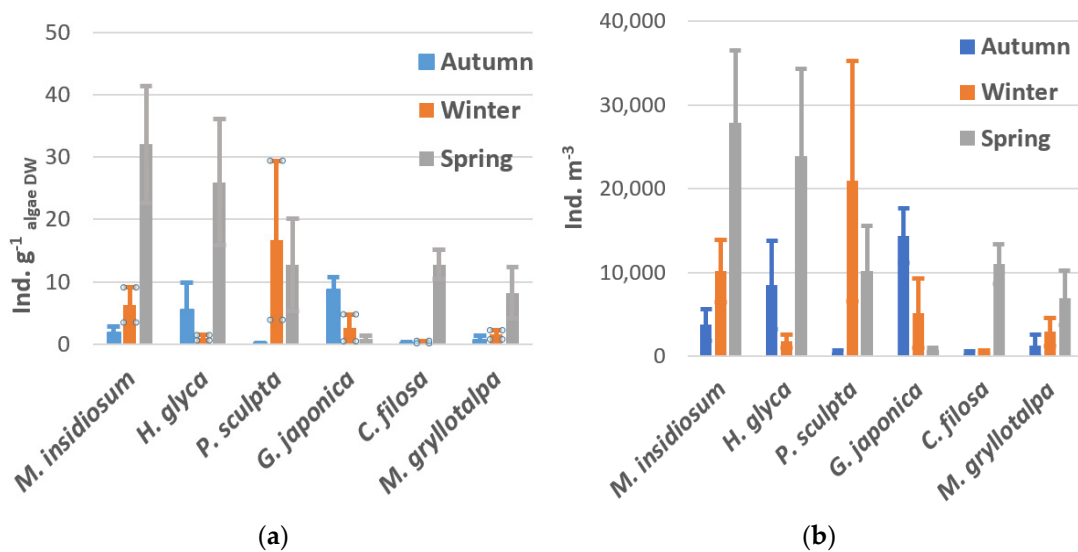 50
40
30
20
10
0
Ind. g-1 algae DW
Autumn
Winter
Spring
M. insidiosum
H. glyca
P. sculpta
G. japonica
C. filosa
M. gryllotalpa
(a)
40,000
30,000
20,000
10,000
0
Ind. m-3
Autumn
Winter
Spring
M. insidiosum
H. glyca
P. sculpta
G. japonica
C. filosa
M. gryllotalpa
(b)